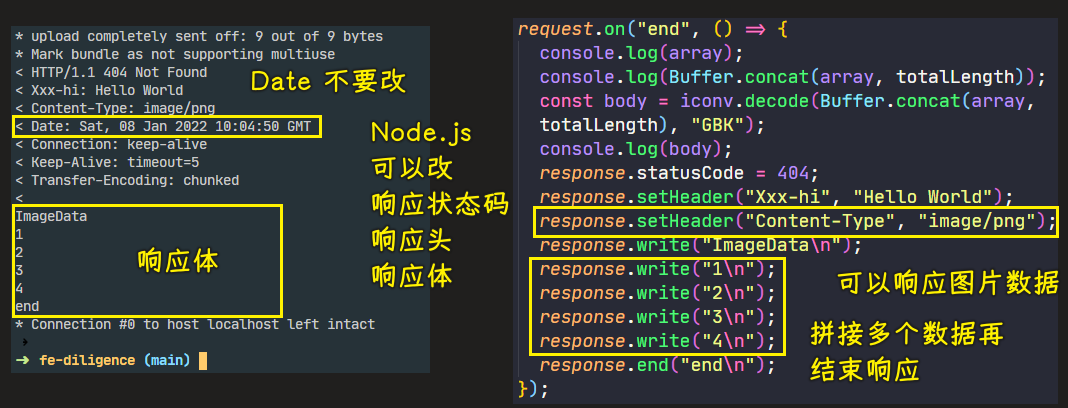 * upload completely sent off: 9 out of 9 bytes
* Mark bundle as not supporting multiuse
< HTTP/1.1 404 Not Found
< Xxx-hi: Hello World
< Content-Type: image/png
< Date: Sat, 08 Jan 2022 10:04:50 GMT
< Connection: keep-alive
< Keep-Alive: timeout=5
< Transfer-Encoding: chunked
<
ImageData
1
2
3
4
end
* Connection #0 to host localhost left intact
➜ fe-diligence (main)
Date 不要改
响应体
Node.js
可以改
响应状态码
响应头
响应体
request.on("end", () => {
console.log(array);
console.log(Buffer.concat(array, totalLength));
const body = iconv.decode(Buffer.concat(array,
totalLength), "GBK");
console.log(body);
response.statusCode = 404;
response.setHeader("Xxx-hi", "Hello World");
response.setHeader("Content-Type", "image/png");
response.write("ImageData\n");
response.write("1\n");
response.write("2\n");
response.write("3\n");
response.write("4\n");
response.end("end\n");
});
可以响应图片数据
拼接多个数据再
结束响应